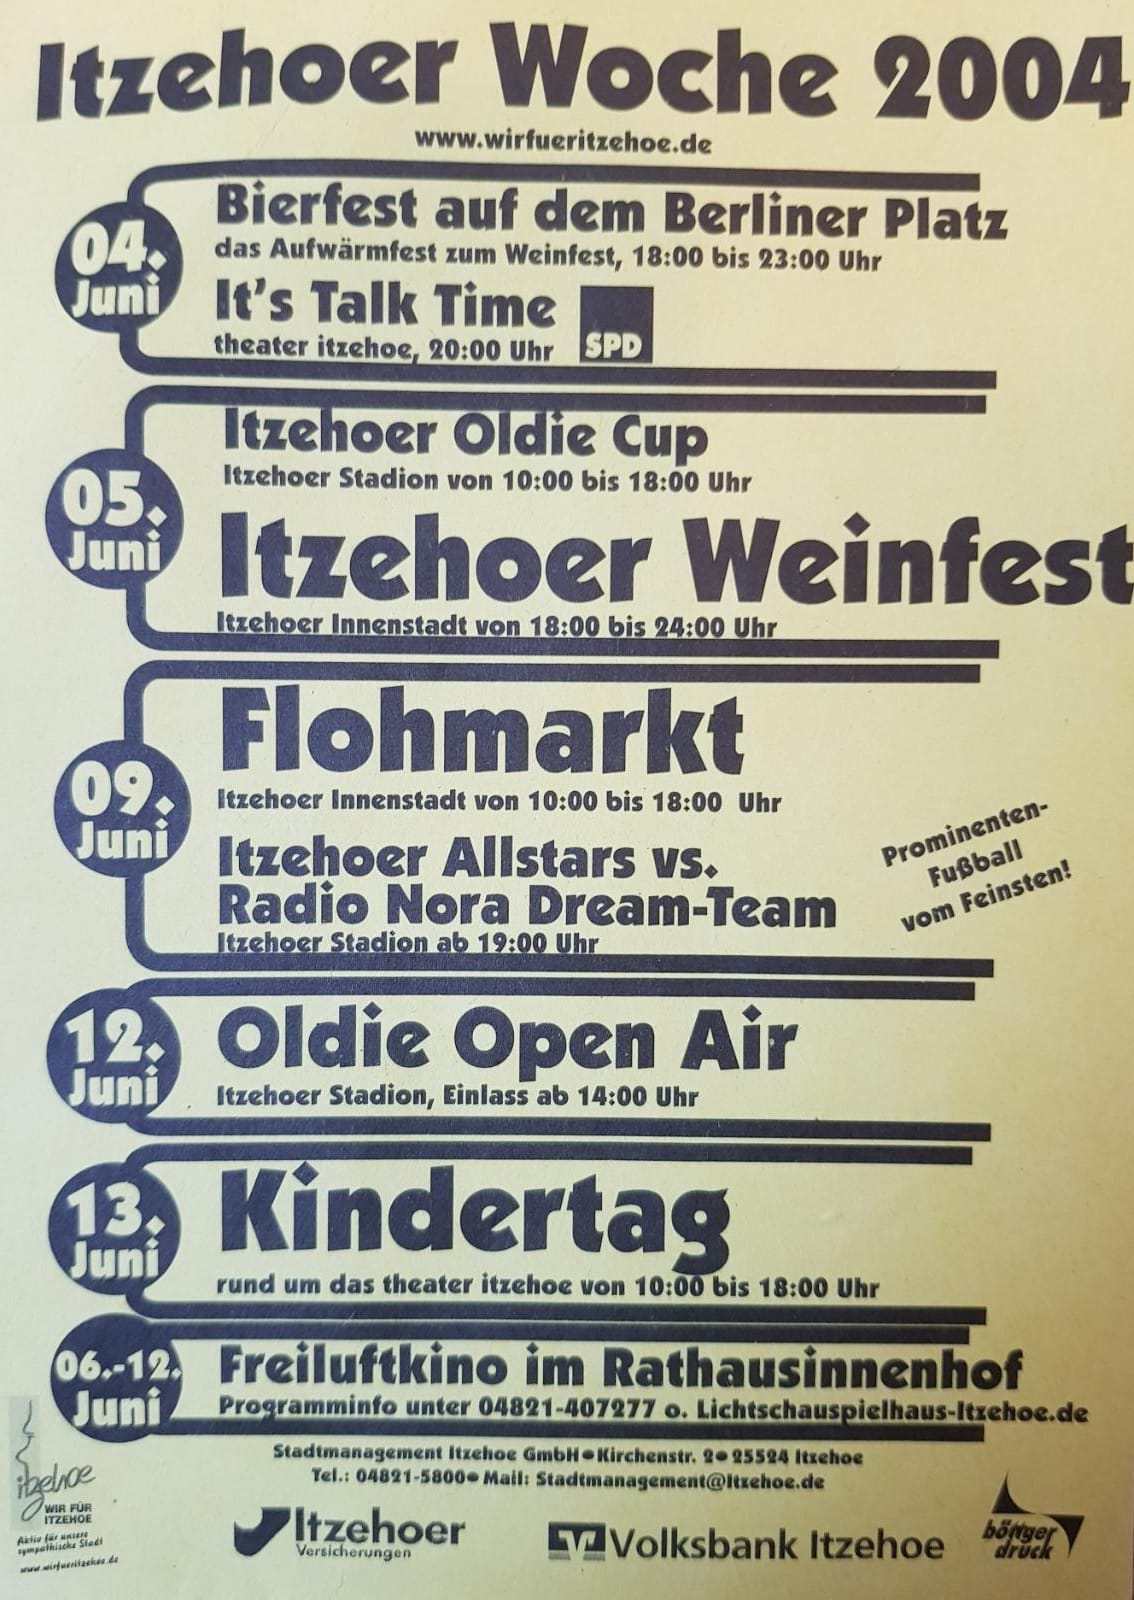 Itzehoer Woche 2004
www.wirfueritzehoe.de
04.
Juni
Bierfest auf dem Berliner Platz
das Aufwärmfest zum Weinfest, 18:00 bis 23:00 Uhr
It's Talk Time
theater itzehoe, 20:00 Uhr
SPD
05.
Juni
Itzehoer Oldie Cup
Itzehoer Stadion von 10:00 bis 18:00 Uhr
Itzehoer Weinfest
Itzehoer Innenstadt von 18:00 bis 24:00 Uhr
09.
Juni
Flohmarkt
Itzehoer Innenstadt von 10:00 bis 18:00 Uhr
Itzehoer Allstars vs.
Radio Nora Dream-Team
Itzehoer Stadion ab 19:00 Uhr
Prominenten-
Fußball
vom Feinsten!
12.
Juni
Oldie Open Air
Itzehoer Stadion, Einlass ab 14:00 Uhr
13.
Juni
Kindertag
rund um das theater itzehoe von 10:00 bis 18:00 Uhr
06.-12.
Juni
Freiluftkino im Rathausinnenhof
Programminfo unter 04821-407277 o. Lichtschauspielhaus-Itzehoe.de
Stadtmanagement Itzehoe GmbH • Kirchenstr. 2 • 25524 Itzehoe
Tel.: 04821-5800 • Mail: Stadtmanagement@Itzehoe.de
itzehoe
WIR FÜR
ITZEHOE
Aktiv für unsere
sympathische Stadt
www.wirfueritzehoe.de
Itzehoer
Versicherungen
Volksbank Itzehoe
böttger
druck